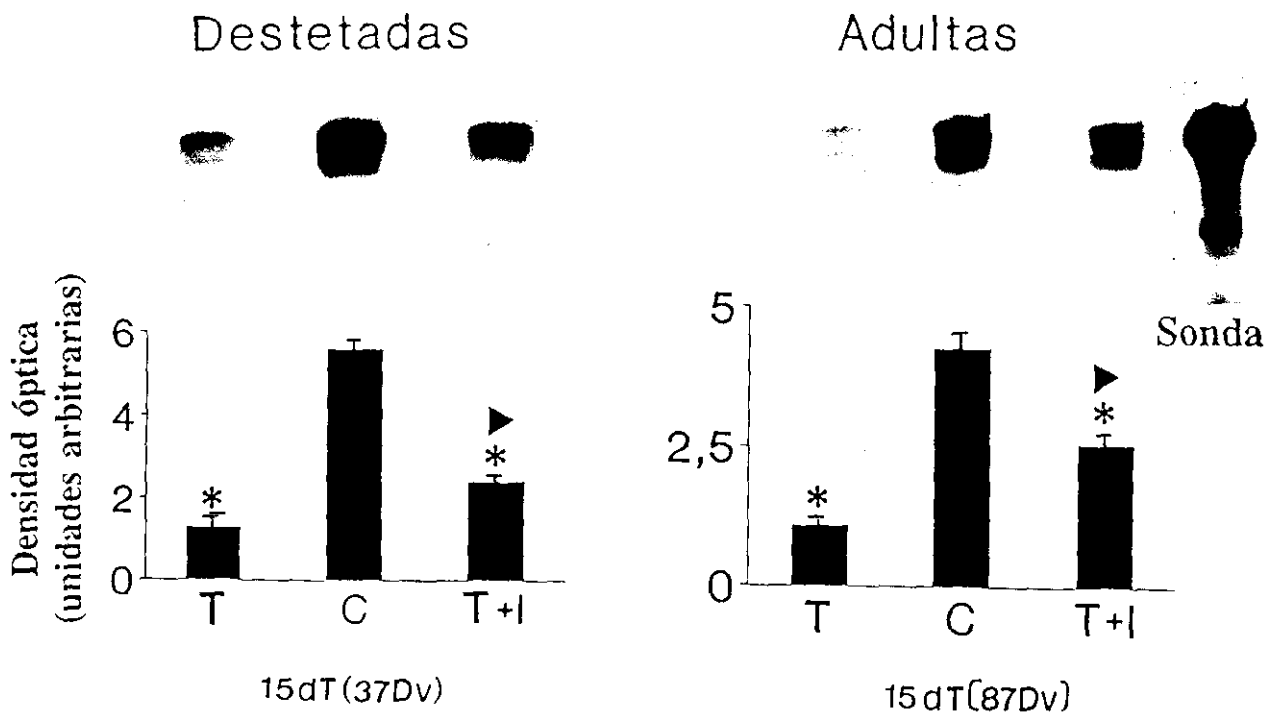 Destetadas
Adultas
Sonda
Densidad óptica
(unidades arbitrarias)
6
4
2
0
*
*
T
C
T+I
15dT(37Dv)
5
2,5
0
*
*
T
C
T+I
15dT(87Dv)